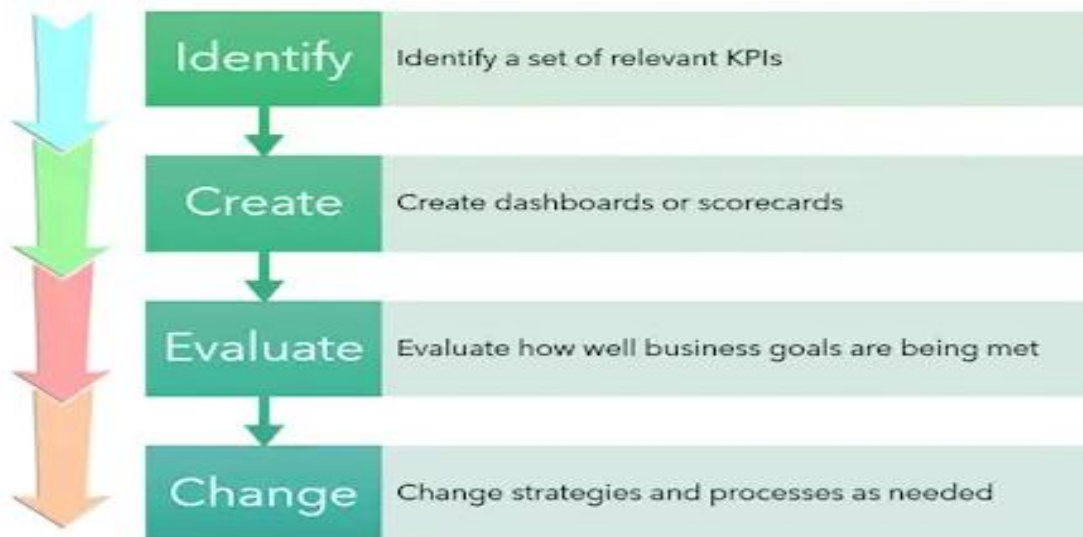 Identify
Identify a set of relevant KPIs
Create
Create dashboards or scorecards
Evaluate
Evaluate how well business goals are being met
Change
Change strategies and processes as needed